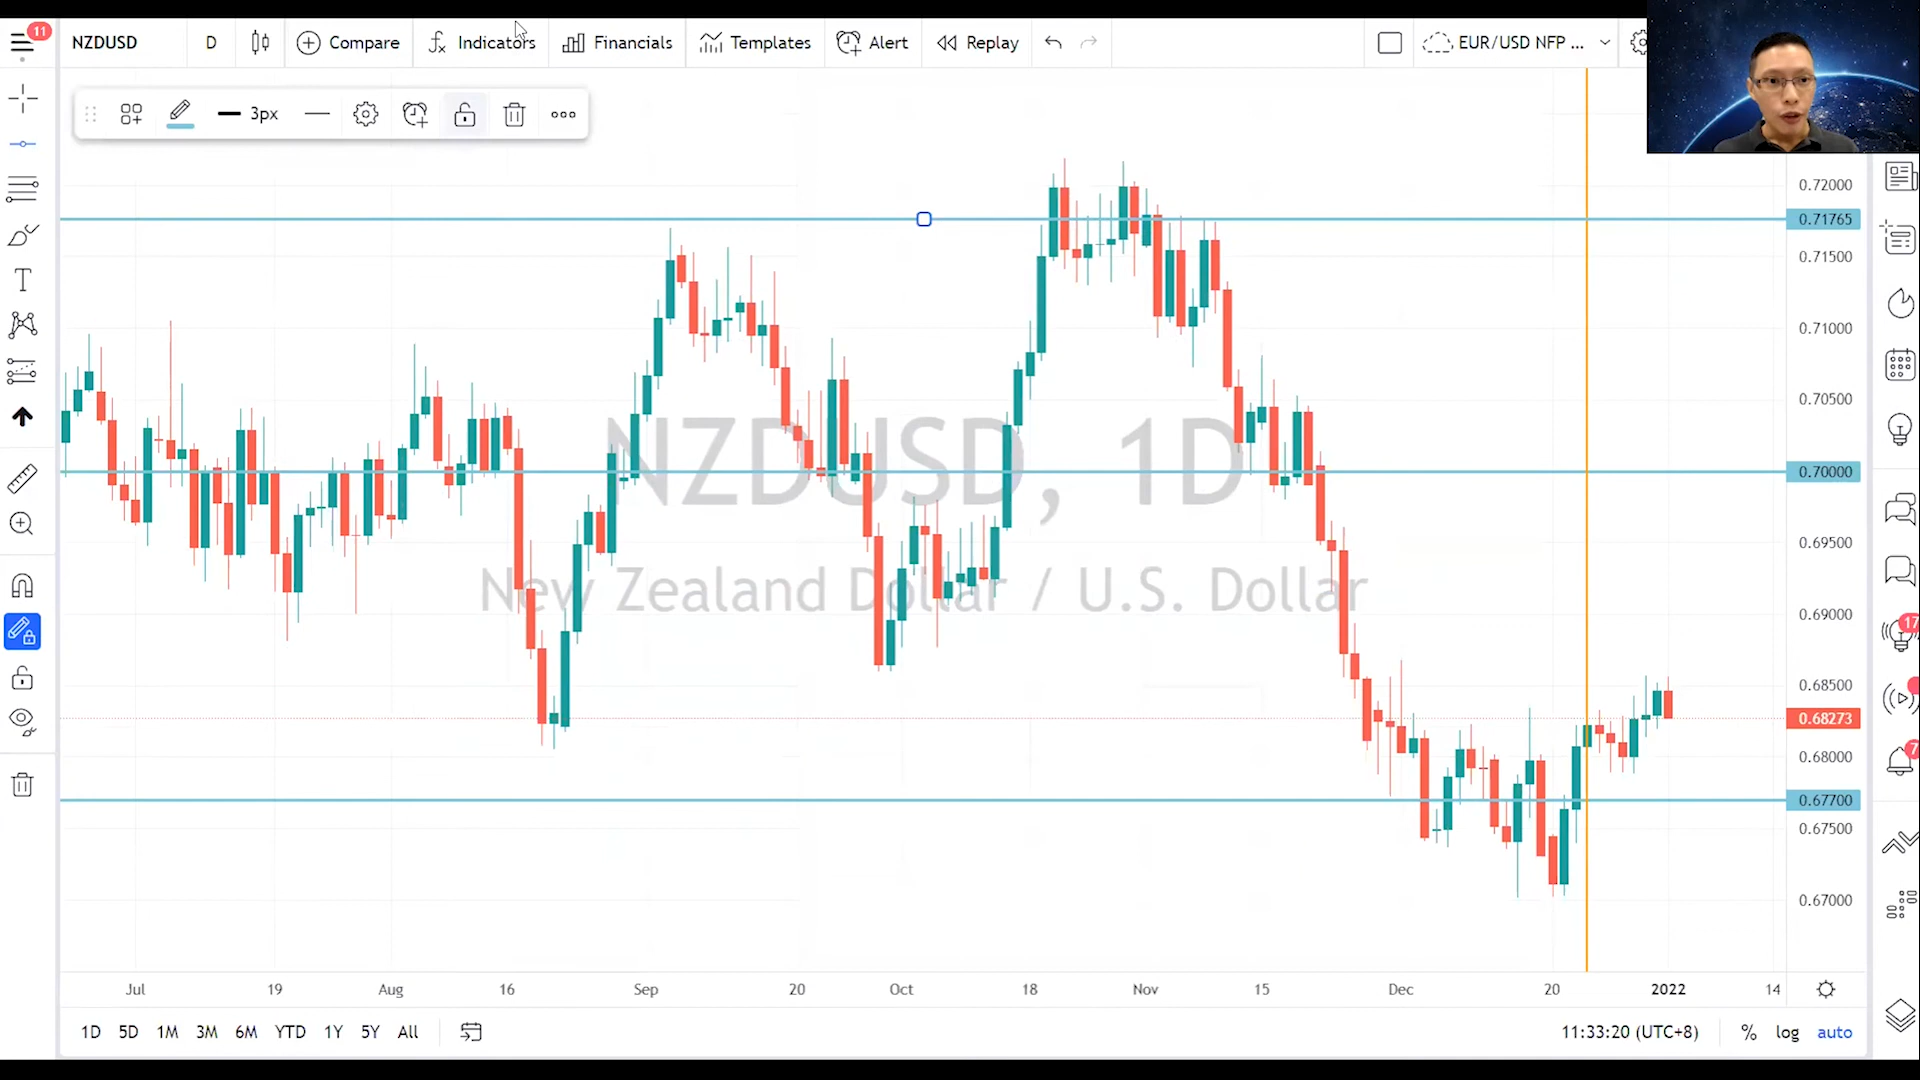 11
NZDUSD
D
Compare
Indicators
Financials
Templates
Alert
Replay
EUR/USD NFP ...
3px
0.72000
0.71765
0.71500
0.71000
0.70500
NZDUSD, 1D
0.70000
0.69500
New Zealand Dollar / U.S. Dollar
0.69000
17
0.68500
0.68273
7
0.68000
0.67700
0.67500
0.67000
Jul 19 Aug 16 Sep 20 Oct 18 Nov 15 Dec 20 2022 14
1D 5D 1M 3M 6M YTD 1Y 5Y All
11:33:20 (UTC+8) % log auto